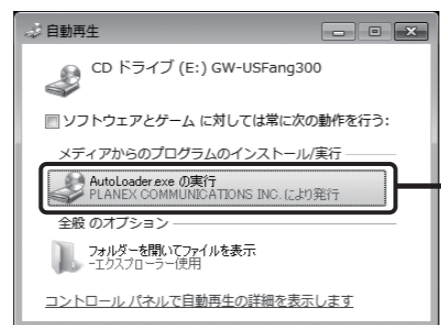 自動再生
CD ドライブ (E:) GW-USFang300
ソフトウェアとゲーム に対しては常に次の動作を行う:
メディアからのプログラムのインストール/実行
AutoLoader.exe の実行
PLANEX COMMUNICATIONS INC. により発行
全般 のオプション
フォルダーを開いてファイルを表示
-エクスプローラー使用
コントロール パネルで自動再生の詳細を表示します